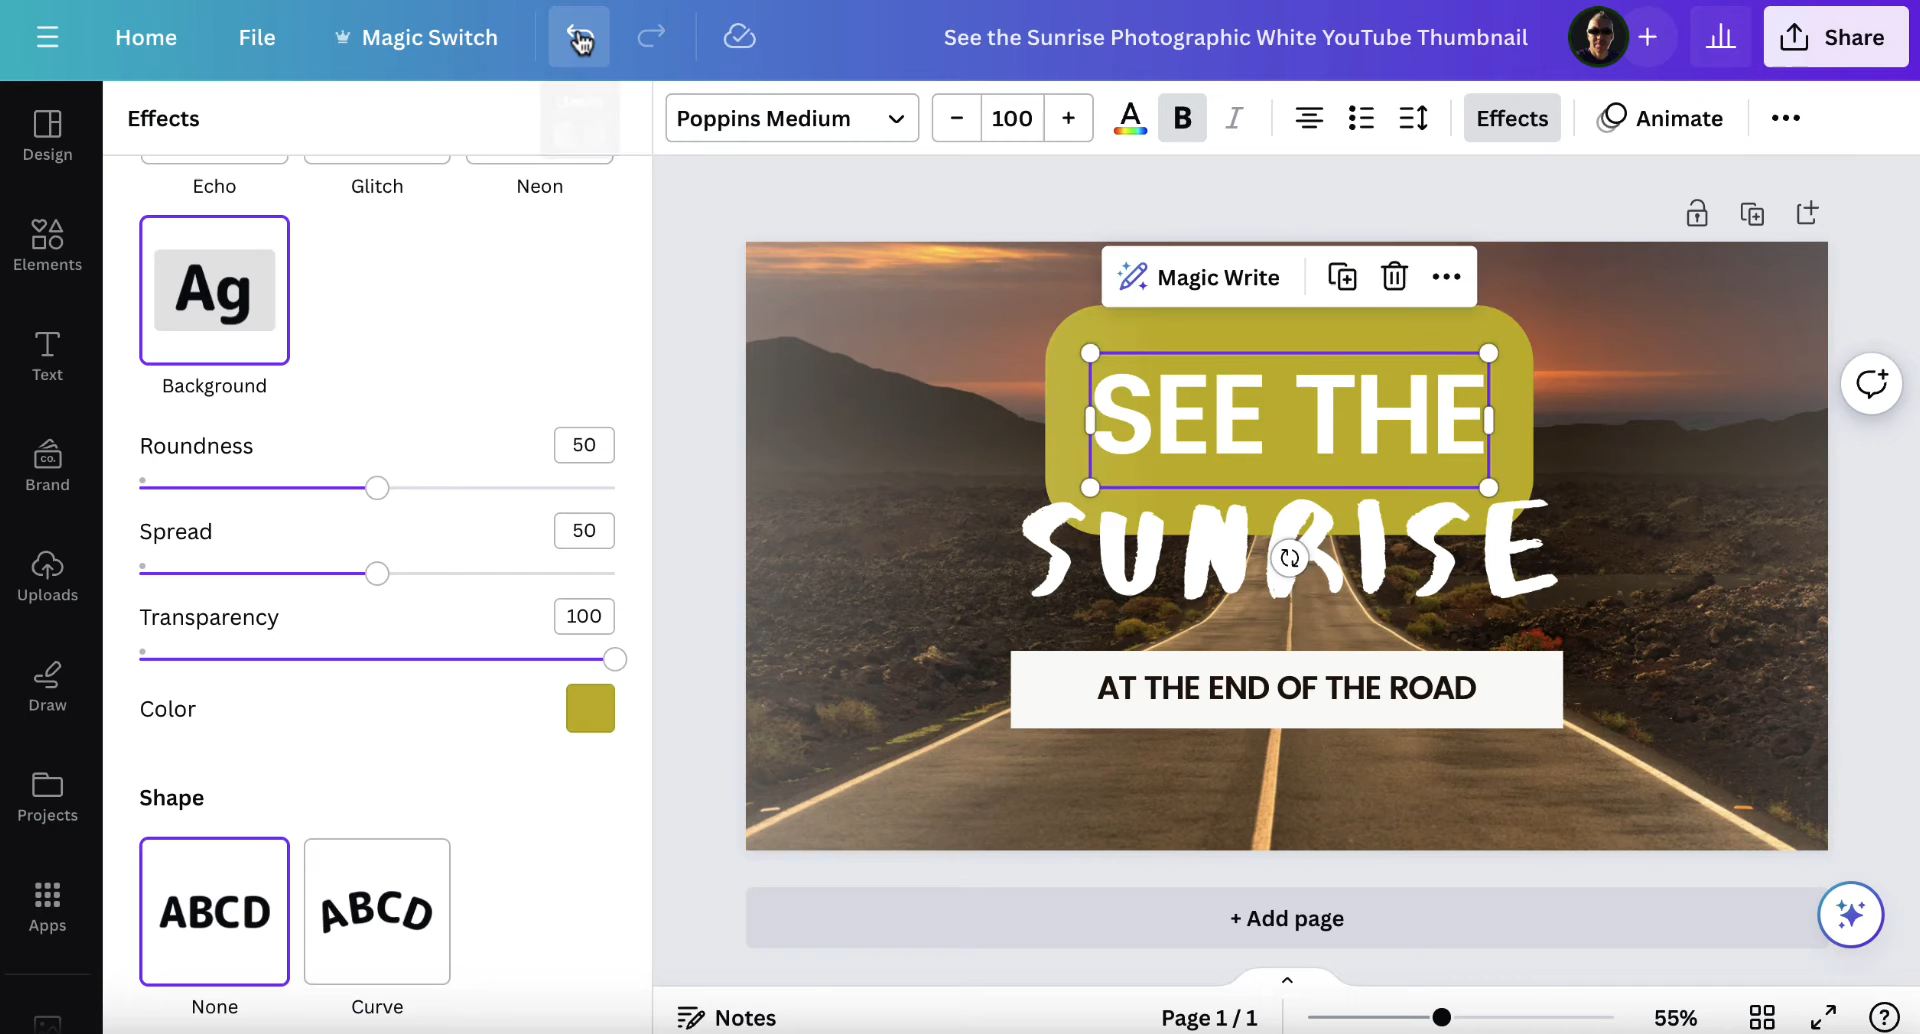 Home
File
Magic Switch
See the Sunrise Photographic White YouTube Thumbnail
Share
Design
Elements
Text
CO.
Brand
Uploads
Draw
Projects
Apps
Effects
Echo
Glitch
Neon
Ag
Background
Roundness
50
Spread
50
Transparency
100
Color
Shape
ABCD
ABCD
None
Curve
Poppins Medium
100
A
B
I
Effects
Animate
Magic Write
SEE THE
SUNRISE
AT THE END OF THE ROAD
+ Add page
Notes
Page 1 / 1
55%